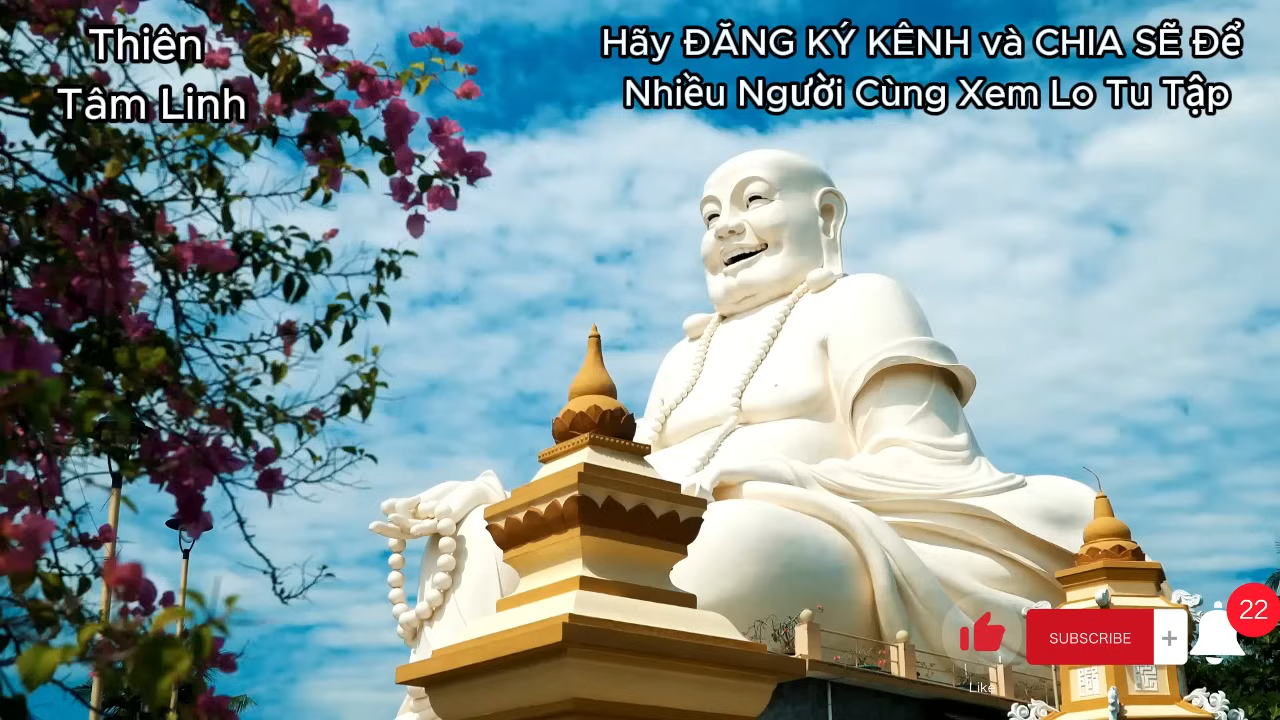 Thiên
Tâm Linh
Hãy ĐĂNG KÝ KÊNH và CHIA SẼ Để
Nhiều Người Cùng Xem Lo Tu Tập
22
SUBSCRIBE +
Like